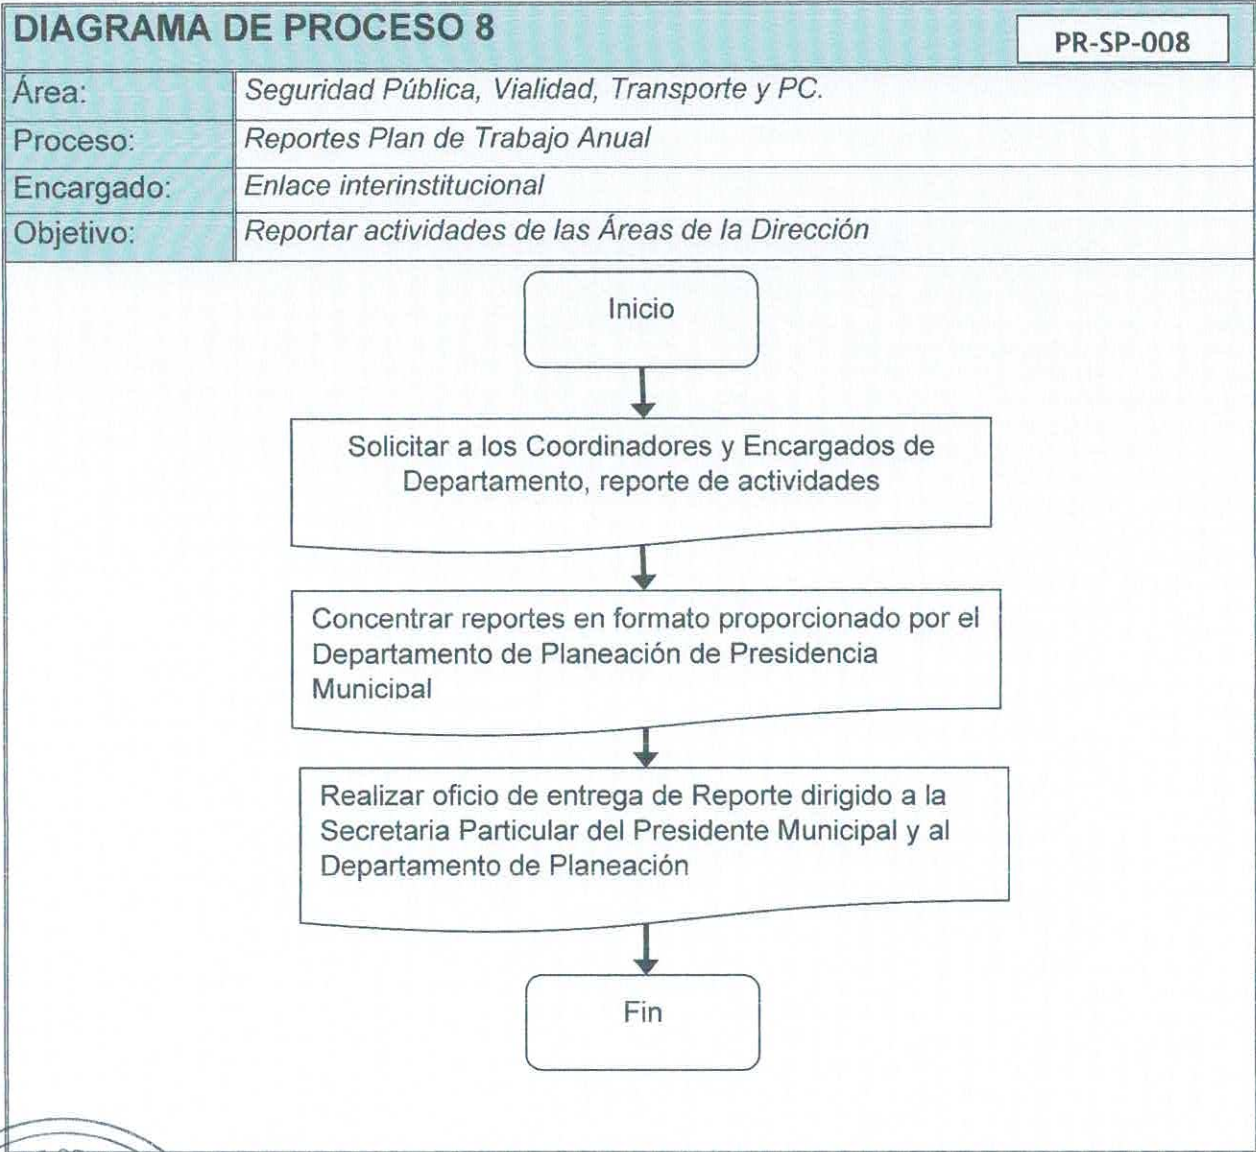 DIAGRAMA DE PROCESO 8
PR-SP-008
Área: Seguridad Pública, Vialidad, Transporte y PC.
Proceso: Reportes Plan de Trabajo Anual
Encargado: Enlace interinstitucional
Objetivo: Reportar actividades de las Áreas de la Dirección
Inicio
Solicitar a los Coordinadores y Encargados de
Departamento, reporte de actividades
Concentrar reportes en formato proporcionado por el
Departamento de Planeación de Presidencia
Municipal
Realizar oficio de entrega de Reporte dirigido a la
Secretaria Particular del Presidente Municipal y al
Departamento de Planeación
Fin